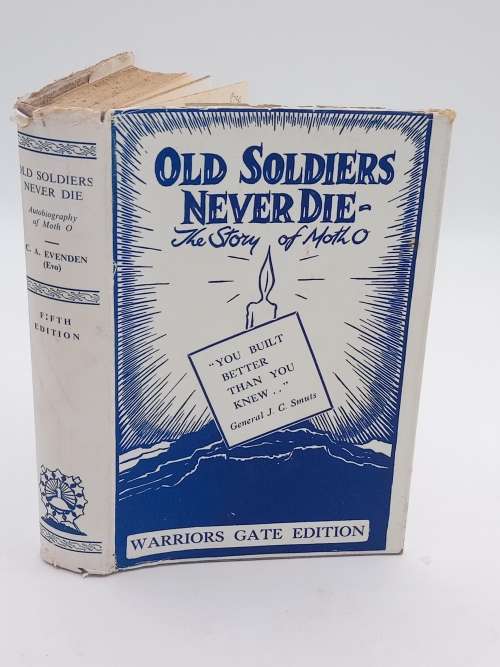 OLD SOLDIERS
NEVER DIE
Autobiography
of Moth O
C. A. EVENDEN
(Evo)
FIFTH
EDITION
OLD SOLDIERS
NEVER DIE-
The Story of Moth O
"YOU BUILT
BETTER
THAN YOU
KNEW . ."
General J. C. Smuts
WARRIORS GATE EDITION